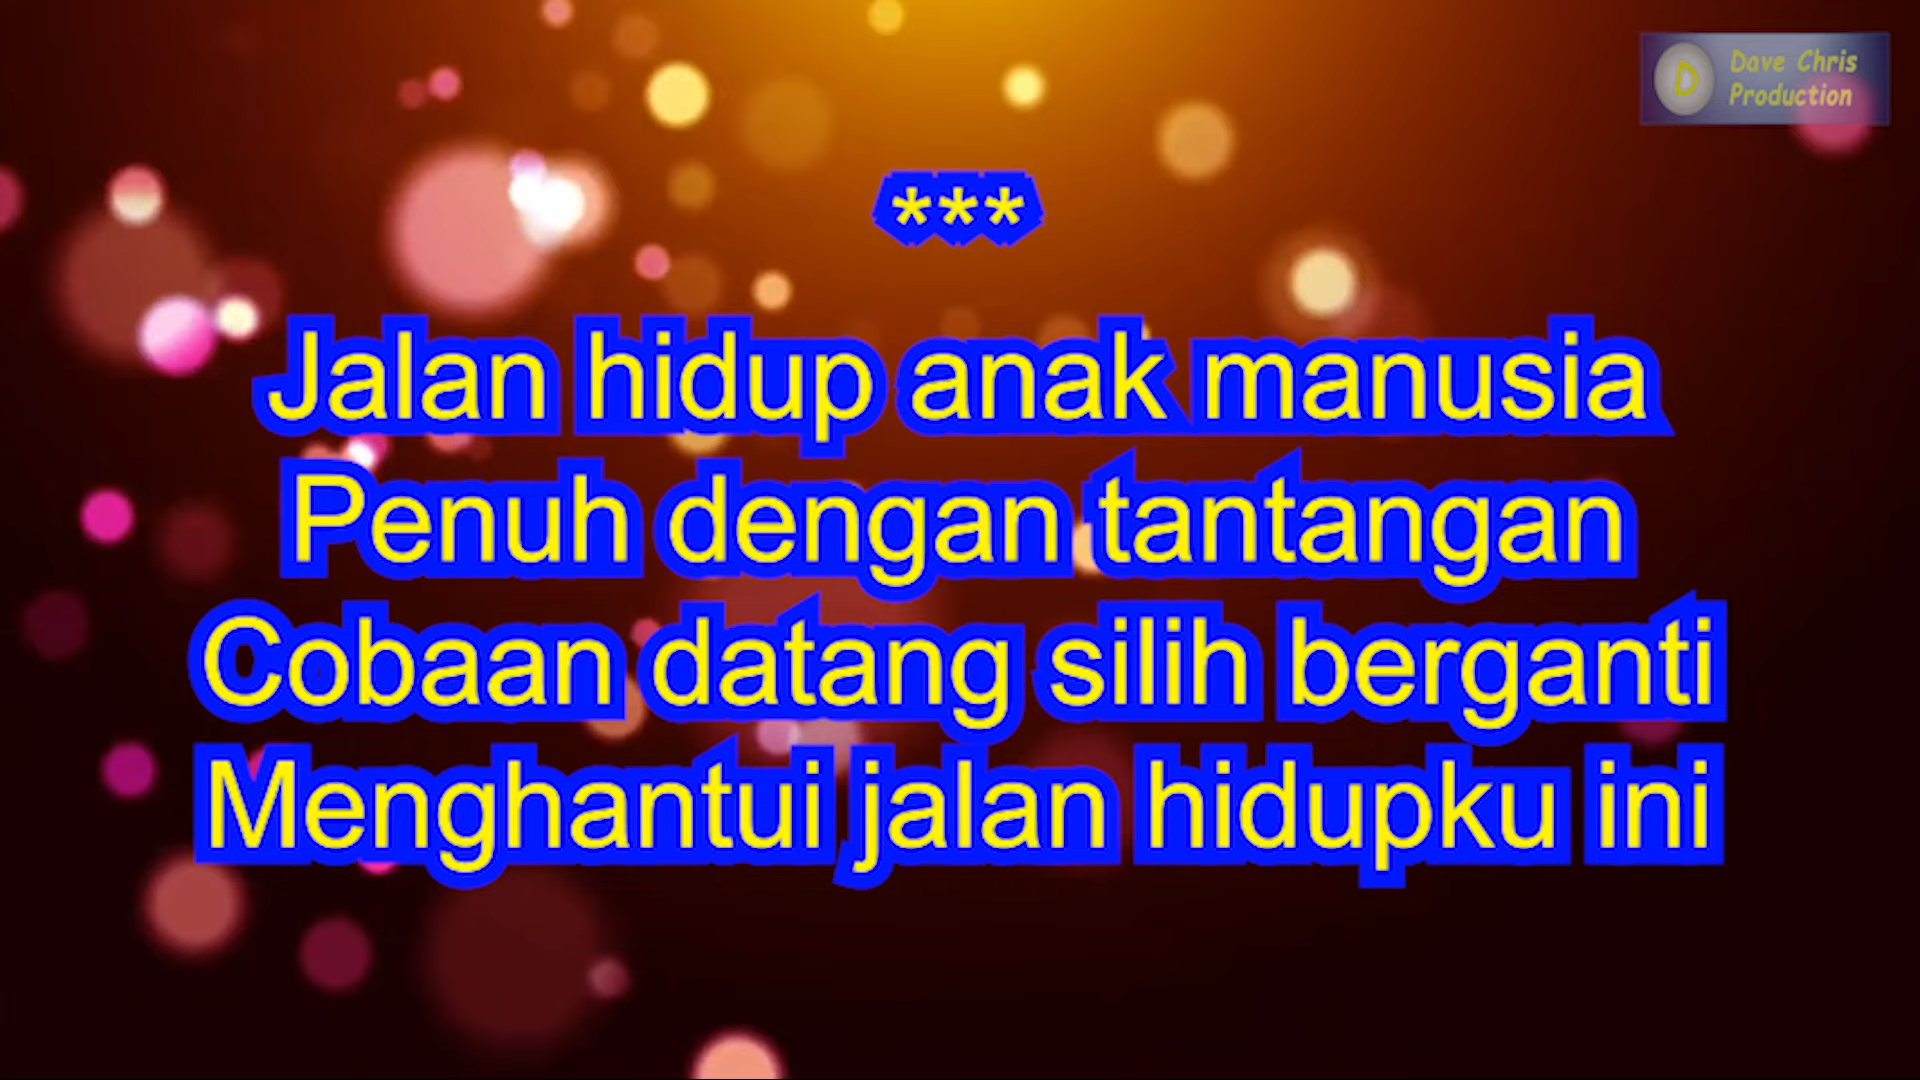 Dave Chris
Production
D
***
Jalan hidup anak manusia
Penuh dengan tantangan
Cobaan datang silih berganti
Menghantui jalan hidupku ini